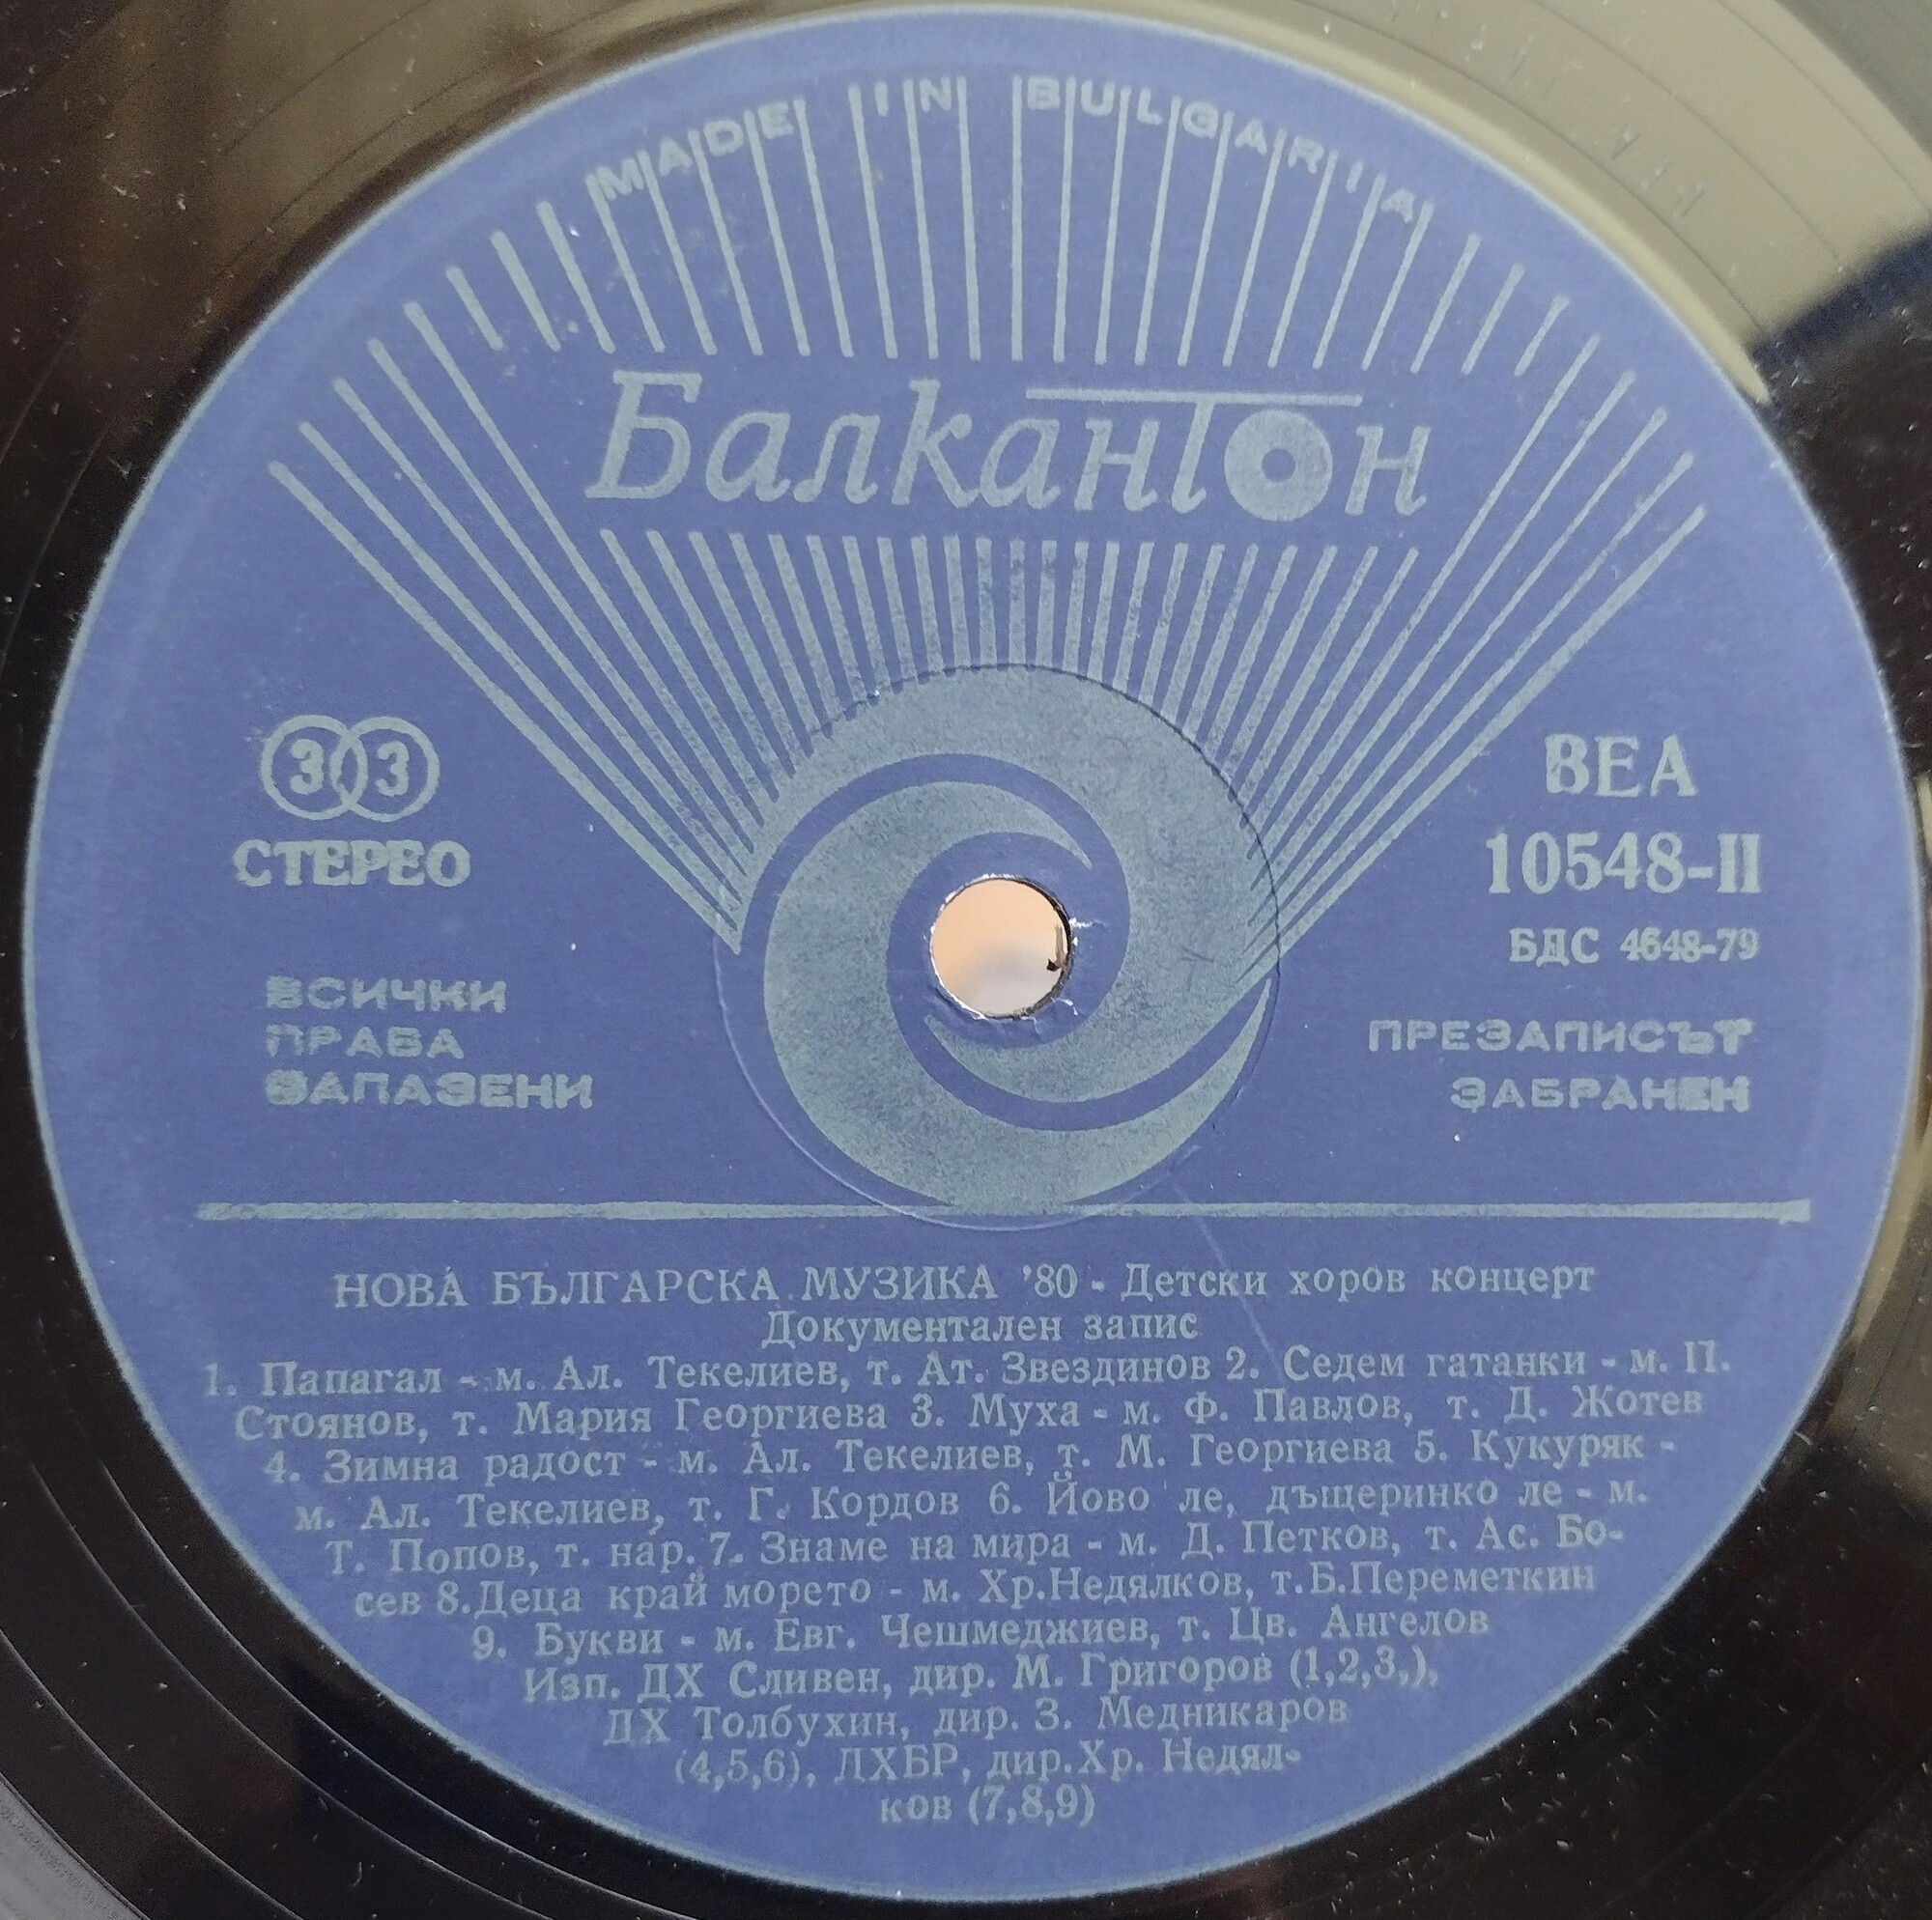 MADE IN BULGARIA
Балкантон
33
СТЕРЕО
ВСИЧКИ
ПРАВА
ЗАПАЗЕНИ
ВЕА
10548-II
БДС 4648-79
ПРЕЗАПИСЪТ
ЗАБРАНЕН
НОВА БЪЛГАРСКА МУЗИКА '80 - Детски хоров концерт
Документален запис
1. Папагал - м. Ал. Текелиев, т. Ат. Звездинов 2. Седем гатанки - м. П.
Стоянов, т. Мария Георгиева 3. Муха - м. Ф. Павлов, т. Д. Жотев
4. Зимна радост - м. Ал. Текелиев, т. М. Георгиева 5. Кукуряк -
м. Ал. Текелиев, т. Г. Кордов 6. Йово ле, дъщеринко ле - м.
Т. Попов, т. нар. 7. Знаме на мира - м. Д. Петков, т. Ас. Бо-
сев 8.Деца край морето - м. Хр.Недялков, т.Б.Переметкин
9. Букви - м. Евг. Чешмеджиев, т. Цв. Ангелов
Изп. ДХ Сливен, дир. М. Григоров (1,2,3,),
ДХ Толбухин, дир. З. Медникаров
(4,5,6), ДХБР, дир.Хр. Недял-
ков (7,8,9)